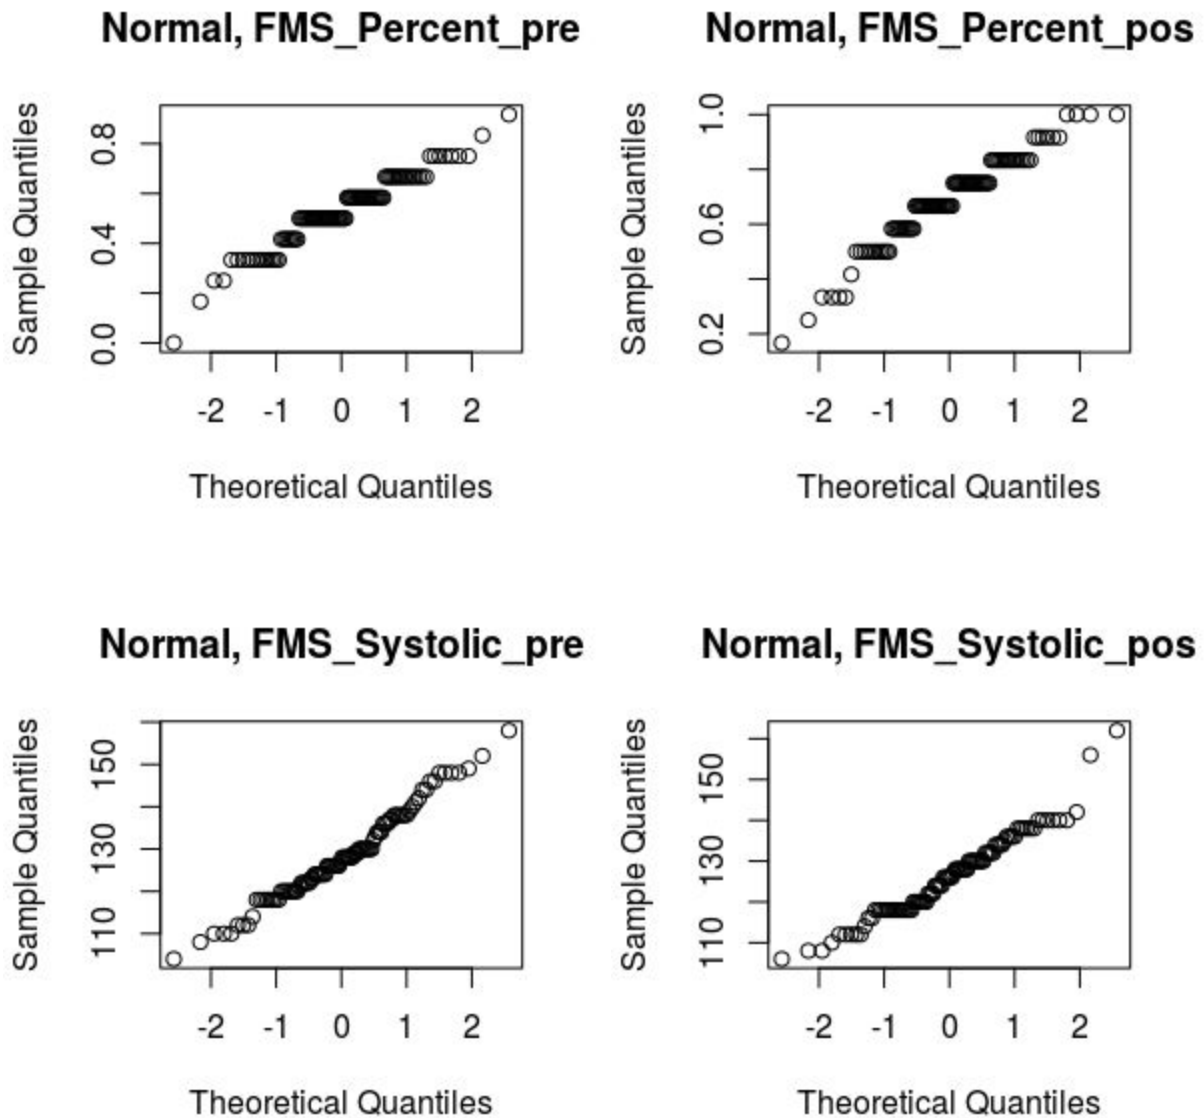 Normal, FMS_Percent_pre
Sample Quantiles
0.8
0.4
0.0
-2 -1 0 1 2
Theoretical Quantiles
Normal, FMS_Percent_pos
Sample Quantiles
1.0
0.6
0.2
-2 -1 0 1 2
Theoretical Quantiles
Normal, FMS_Systolic_pre
Sample Quantiles
150
130
110
-2 -1 0 1 2
Theoretical Quantiles
Normal, FMS_Systolic_pos
Sample Quantiles
150
130
110
-2 -1 0 1 2
Theoretical Quantiles